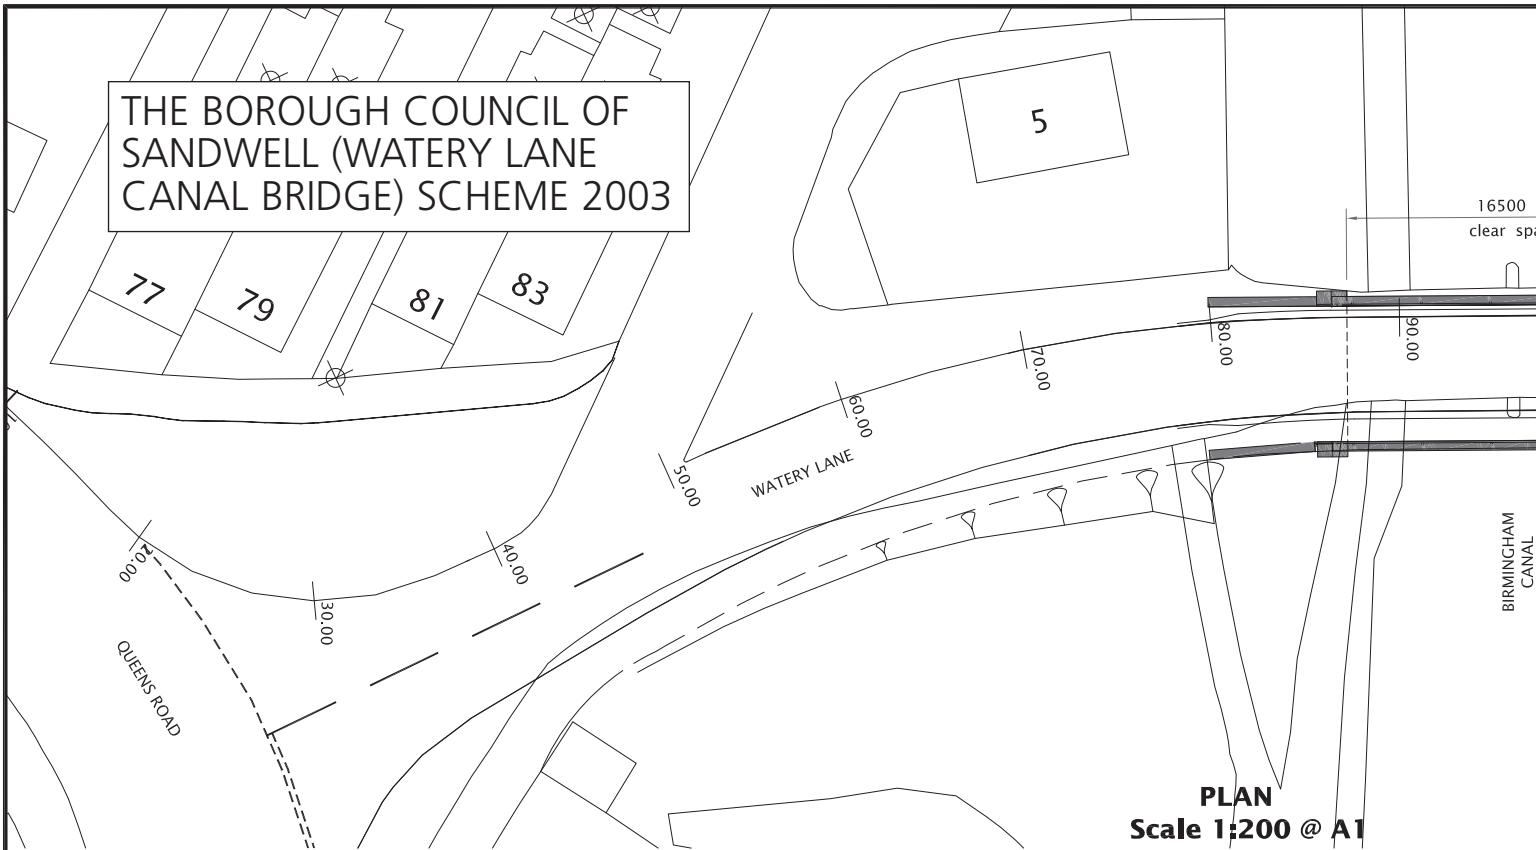 THE BOROUGH COUNCIL OF
SANDWELL (WATERY LANE
CANAL BRIDGE) SCHEME 2003
5
16500
clear
77
79
81
83
90.00
80.00
70.00
60.00
WATERY LANE
50.00
40.00
20.00
30.00
BIRMINGHAM
CANAL
QUEENS ROAD
PLAN
Scale 1:200 @ A1